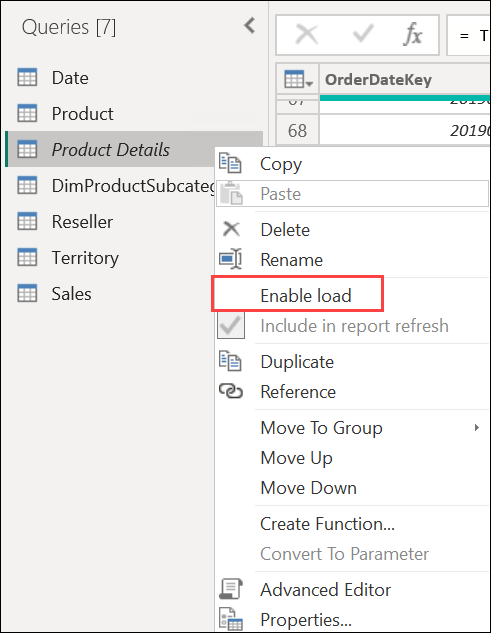 Queries [7]
fx
= T
Date
Product
Product Details
DimProductSubcateg
Reseller
Territory
Sales
OrderDateKey
67
2019
68
20190
Copy
Paste
Delete
Rename
Enable load
Include in report refresh
Duplicate
Reference
Move To Group
Move Up
Move Down
Create Function...
Convert To Parameter
Advanced Editor
Properties...